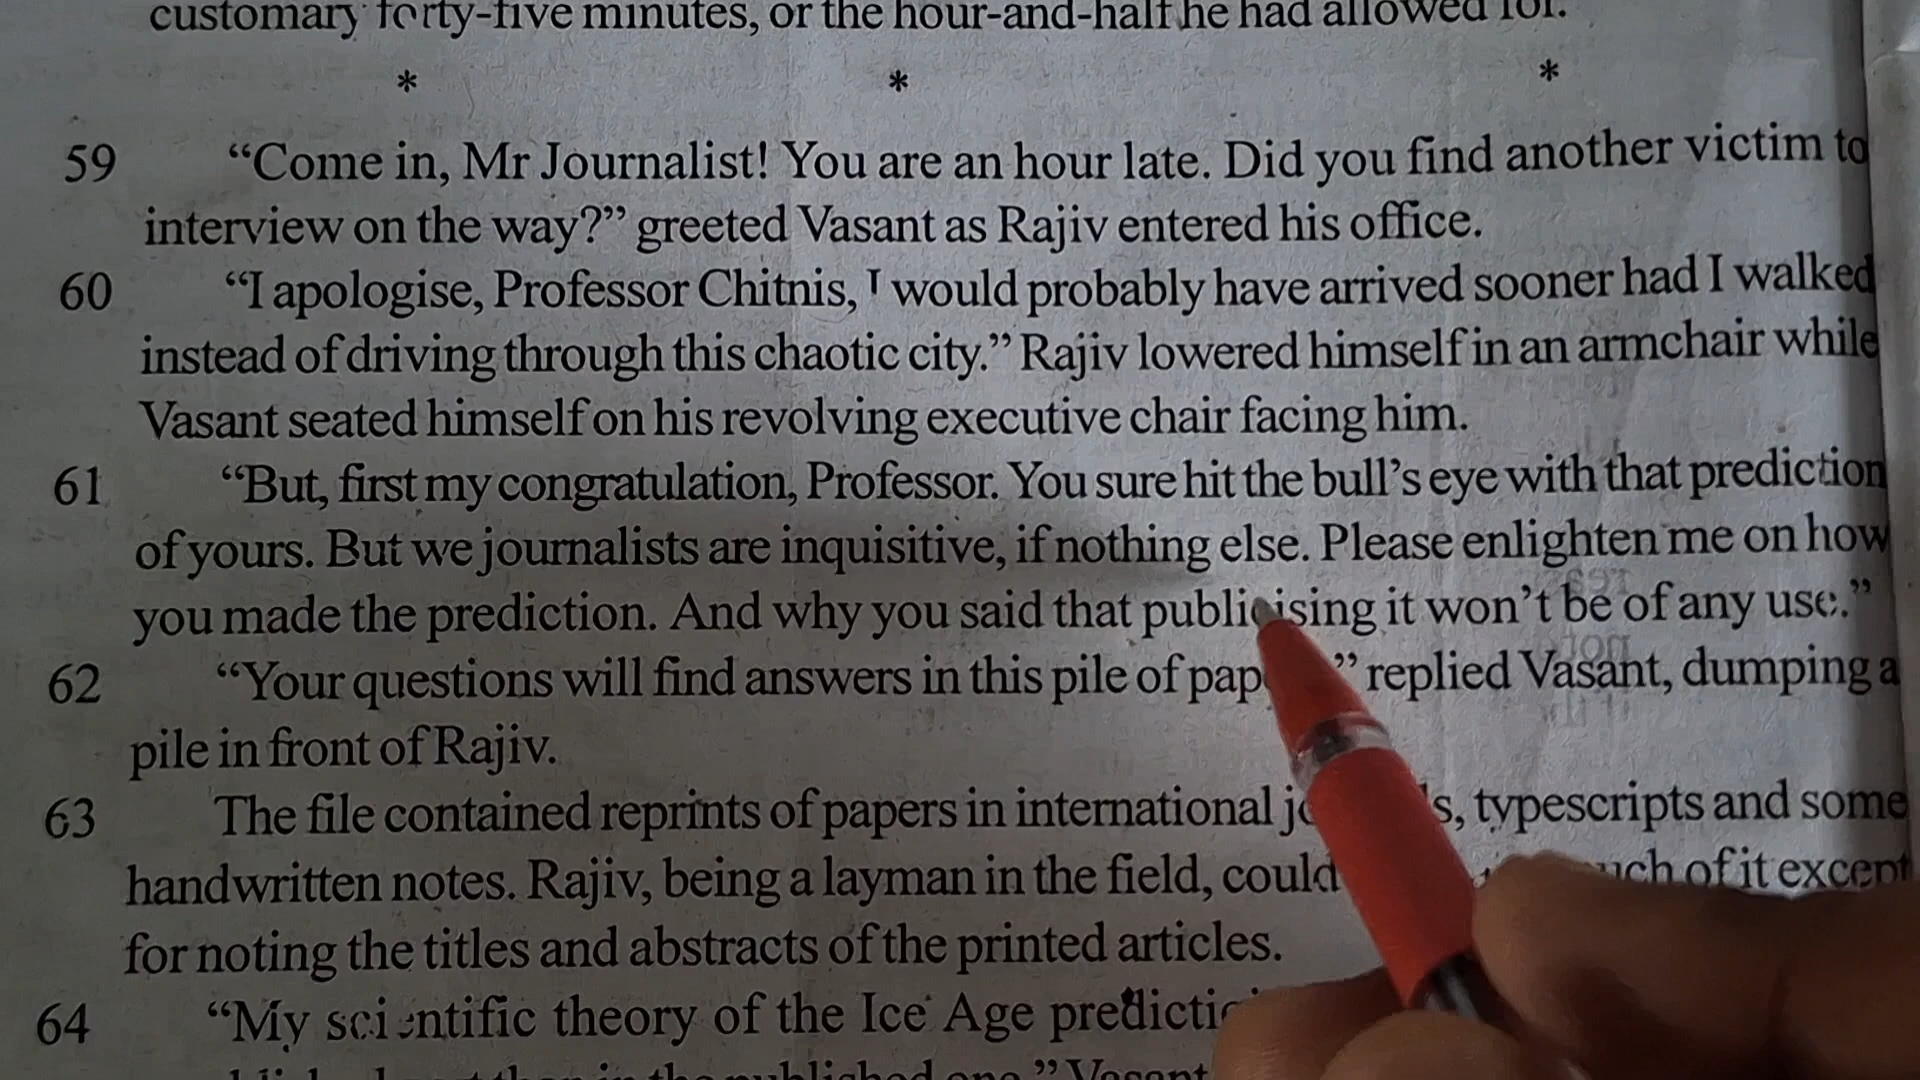 customary forty-five minutes, or the hour-and-half he had allowed for.
* * *
59 “Come in, Mr Journalist! You are an hour late. Did you find another victim to
interview on the way?” greeted Vasant as Rajiv entered his office.
60 “I apologise, Professor Chitnis, I would probably have arrived sooner had I walked
instead of driving through this chaotic city.” Rajiv lowered himself in an armchair while
Vasant seated himself on his revolving executive chair facing him.
61 “But, first my congratulation, Professor. You sure hit the bull’s eye with that prediction
of yours. But we journalists are inquisitive, if nothing else. Please enlighten me on how
you made the prediction. And why you said that publicising it won’t be of any use.”
62 “Your questions will find answers in this pile of ” replied Vasant, dumping a
pile in front of Rajiv.
63 The file contained reprints of papers in international typescripts and some
handwritten notes. Rajiv, being a layman in the field, could of it except
for noting the titles and abstracts of the printed articles.
64 “My scientific theory of the Ice Age
than in the published one.” Vasant